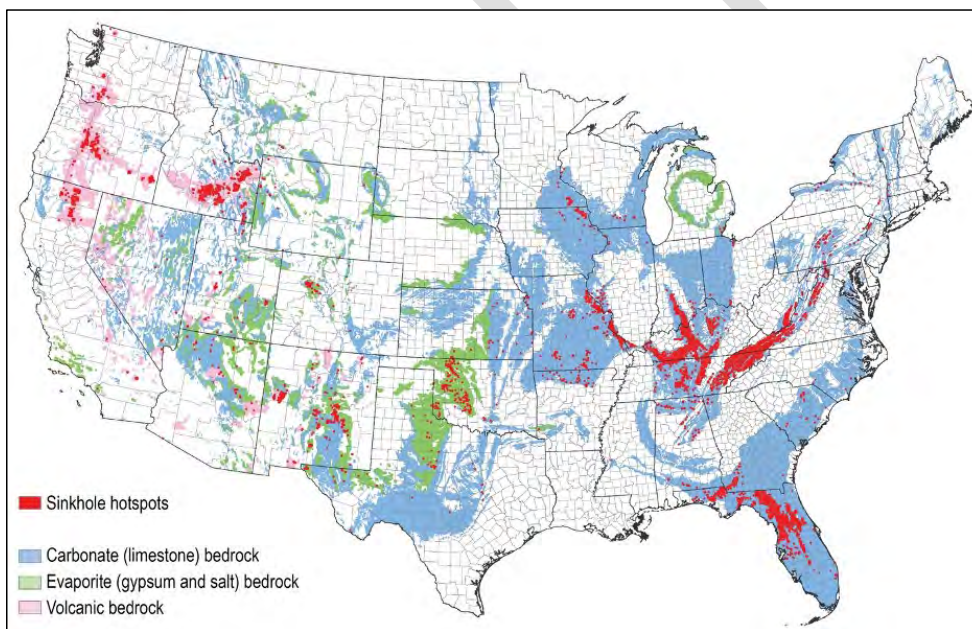 Sinkhole hotspots
Carbonate (limestone) bedrock
Evaporite (gypsum and salt) bedrock
Volcanic bedrock